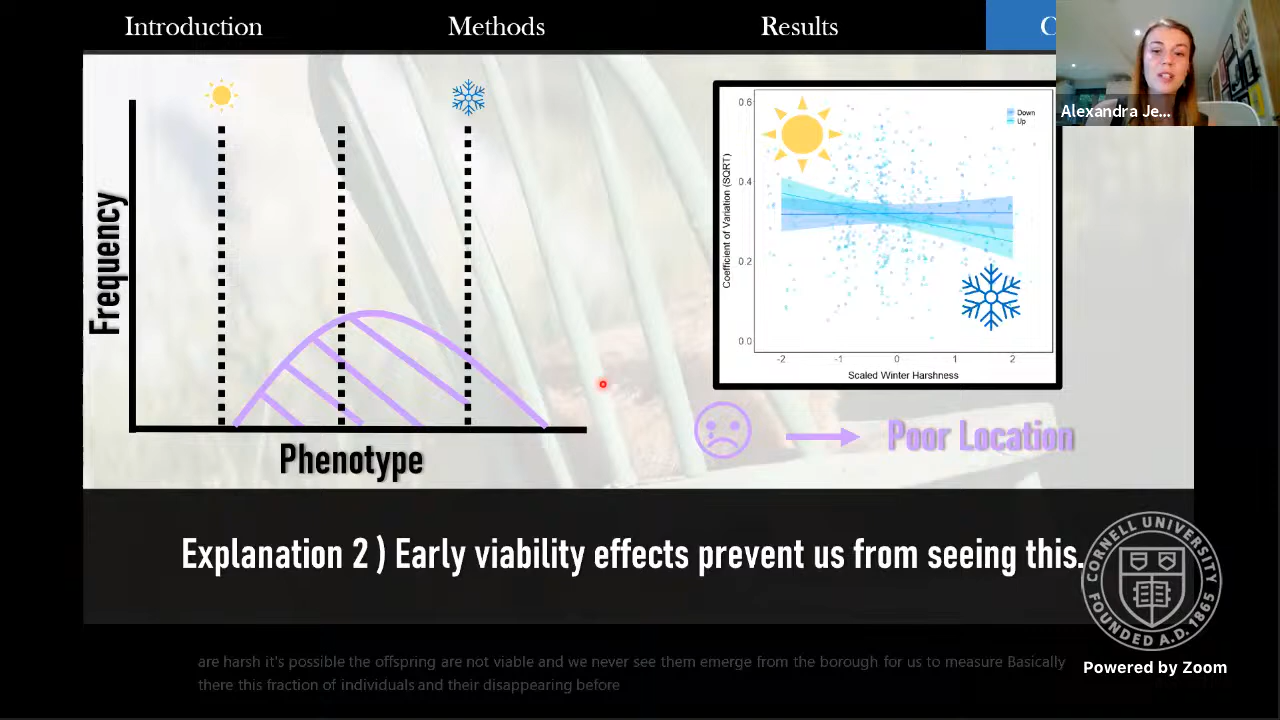 Introduction
Methods
Results
C
Alexandra Je...
Frequency
Phenotype
0.6
0.4
0.2
0.0
Coefficient of Variation (SQRT)
Down
Up
-2
-1
0
1
2
Scaled Winter Harshness
Poor Location
Explanation 2 ) Early viability effects prevent us from seeing this.
CORNELL UNIVERSITY
FOUNDED A.D. 1865
Powered by Zoom
are harsh it's possible the offspring are not viable and we never see them emerge from the borough for us to measure Basically
there this fraction of individuals and their disappearing before